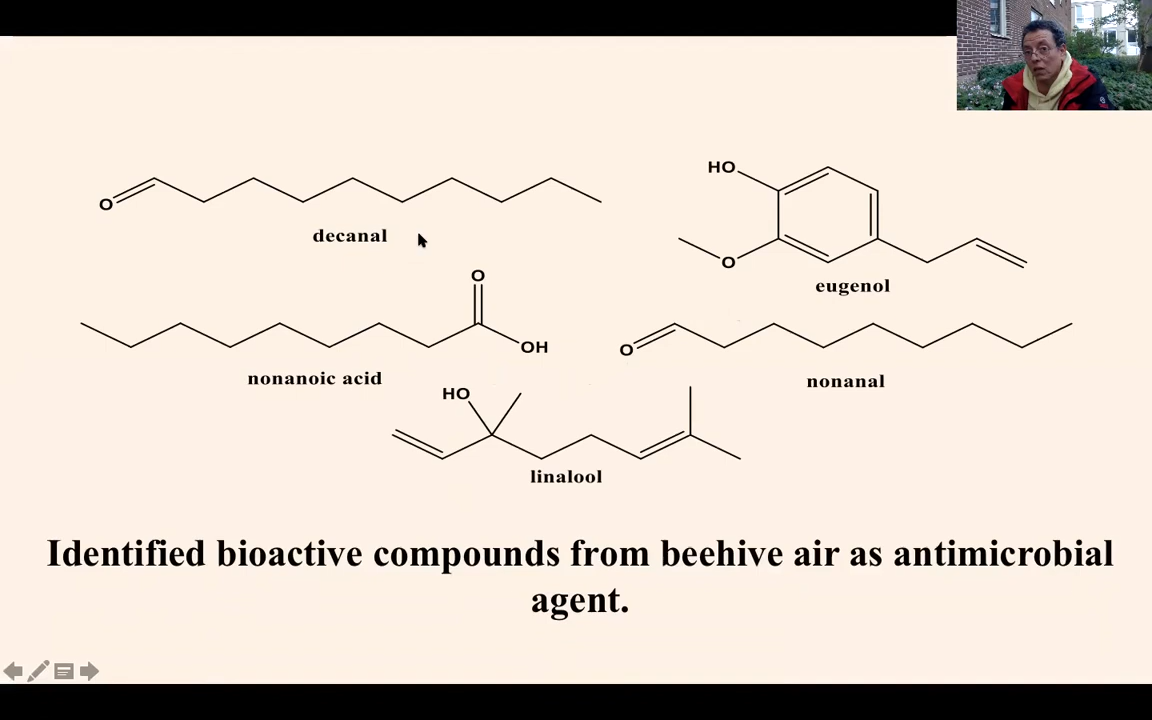 HO
O
decanal
O
eugenol
O
OH
O
nonanoic acid
nonanal
HO
linalool
Identified bioactive compounds from beehive air as antimicrobial
agent.